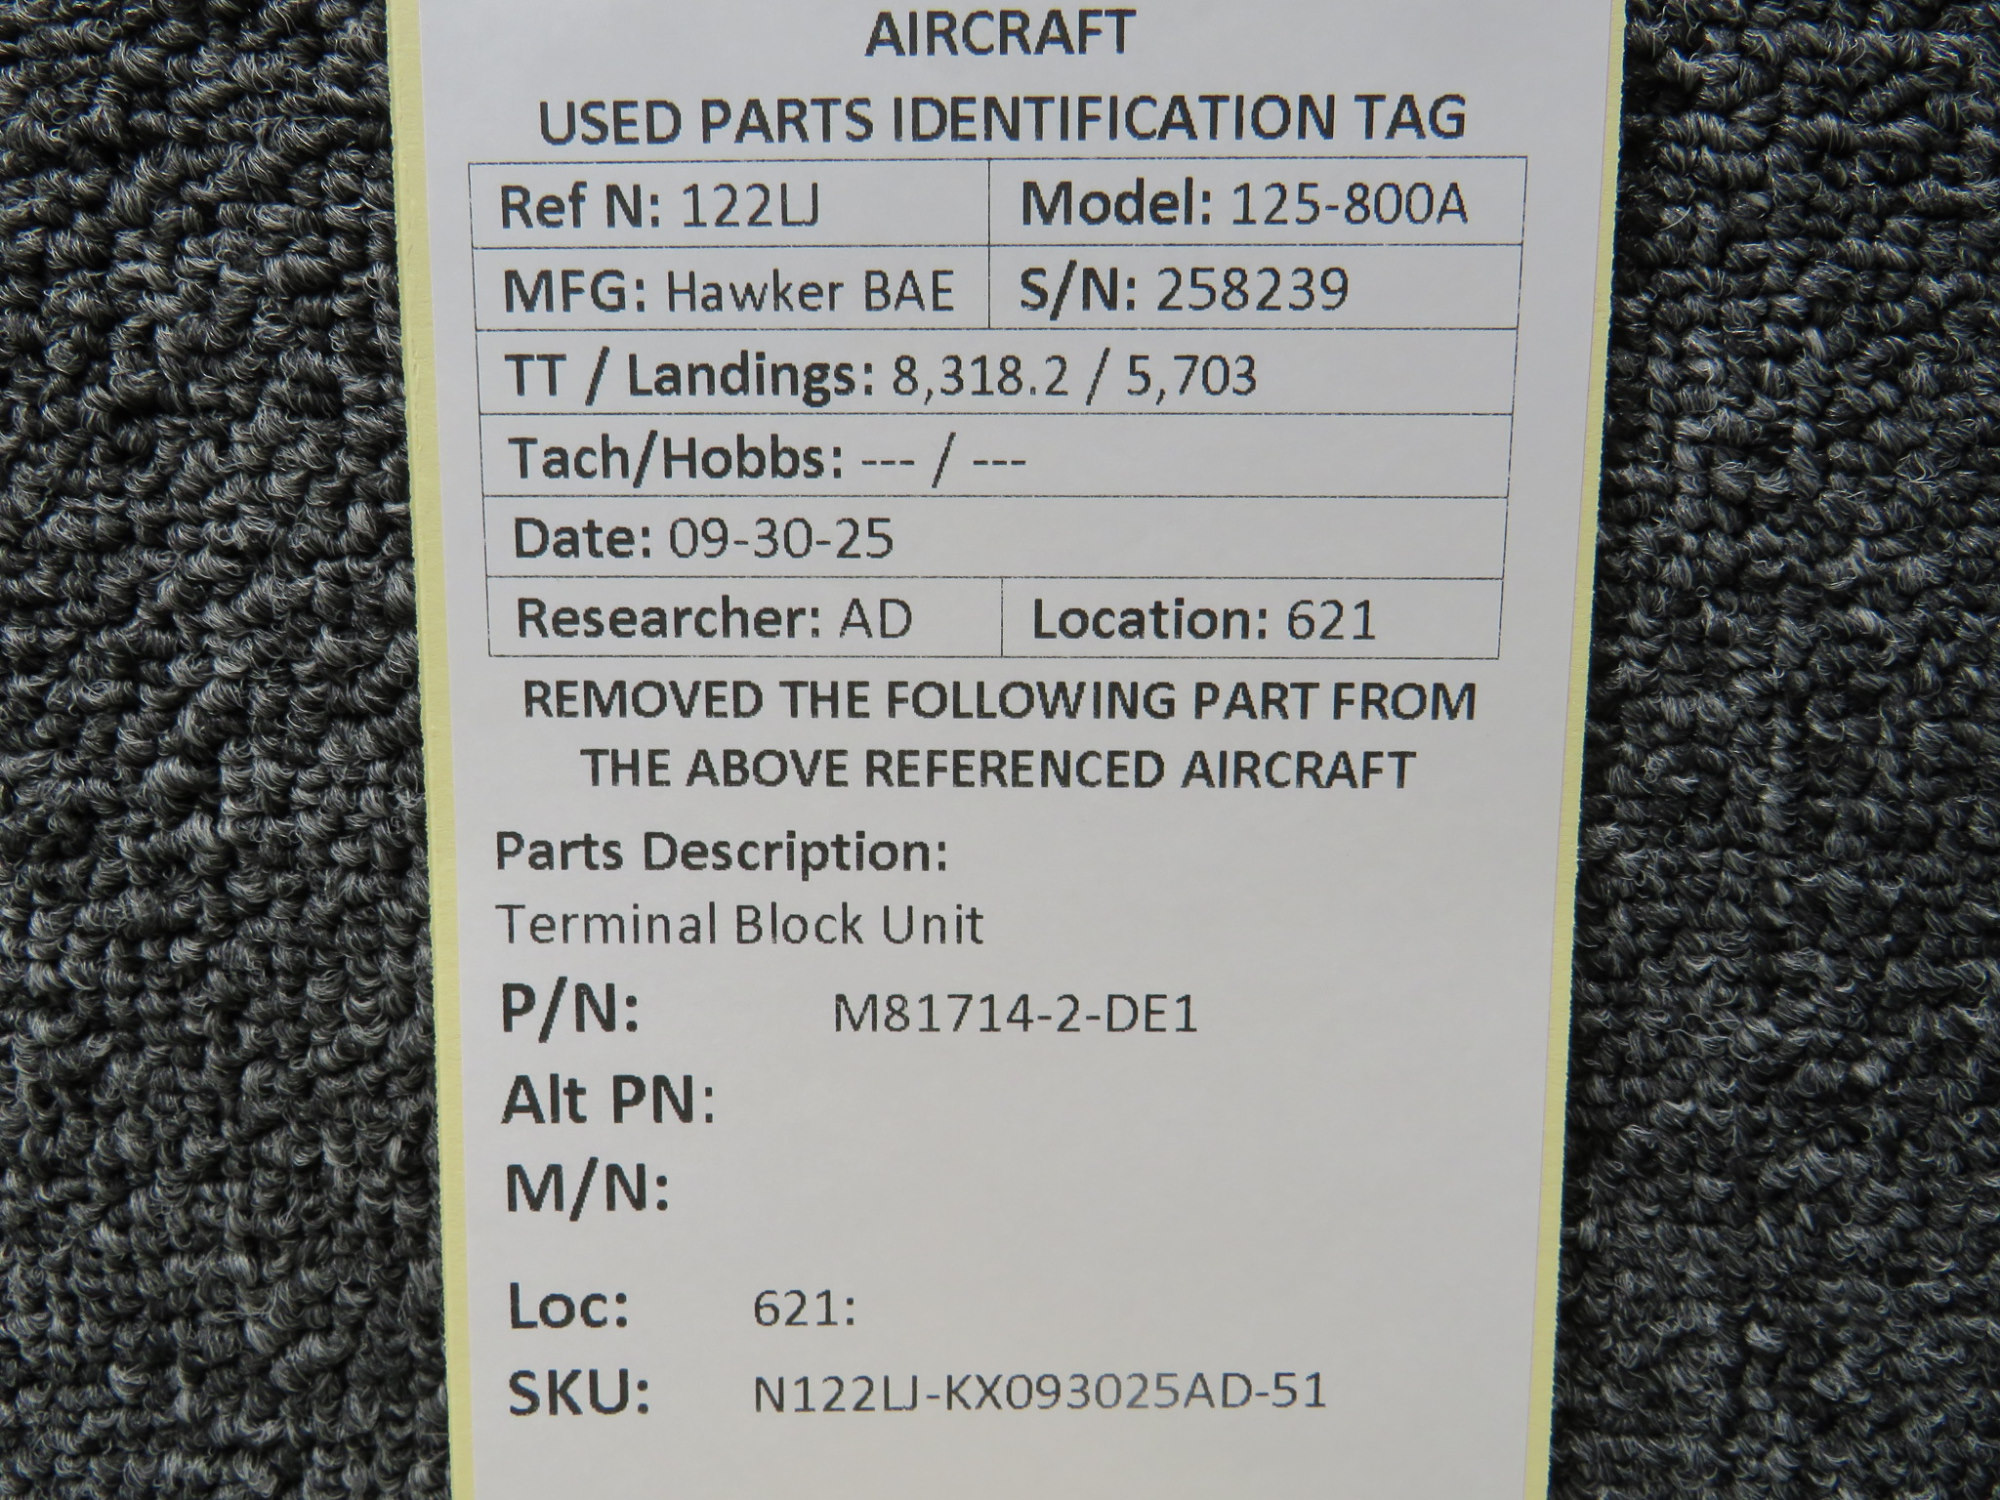 AIRCRAFT
USED PARTS IDENTIFICATION TAG
Ref N: 122LJ Model: 125-800A
MFG: Hawker BAE S/N: 258239
TT / Landings: 8,318.2 / 5,703
Tach/Hobbs: --- / ---
Date: 09-30-25
Researcher: AD Location: 621
REMOVED THE FOLLOWING PART FROM
THE ABOVE REFERENCED AIRCRAFT
Parts Description:
Terminal Block Unit
P/N: M81714-2-DE1
Alt PN:
M/N:
Loc: 621:
SKU: N122LJ-KX093025AD-51